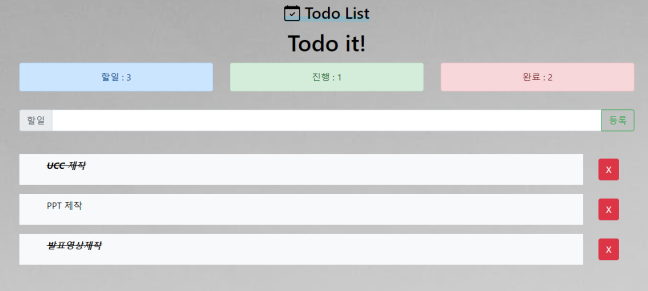 Todo List
Todo it!
할일 : 3
진행 : 1
완료 : 2
할일
등록
UCC 제작
X
PPT 제작
X
발표영상제작
X